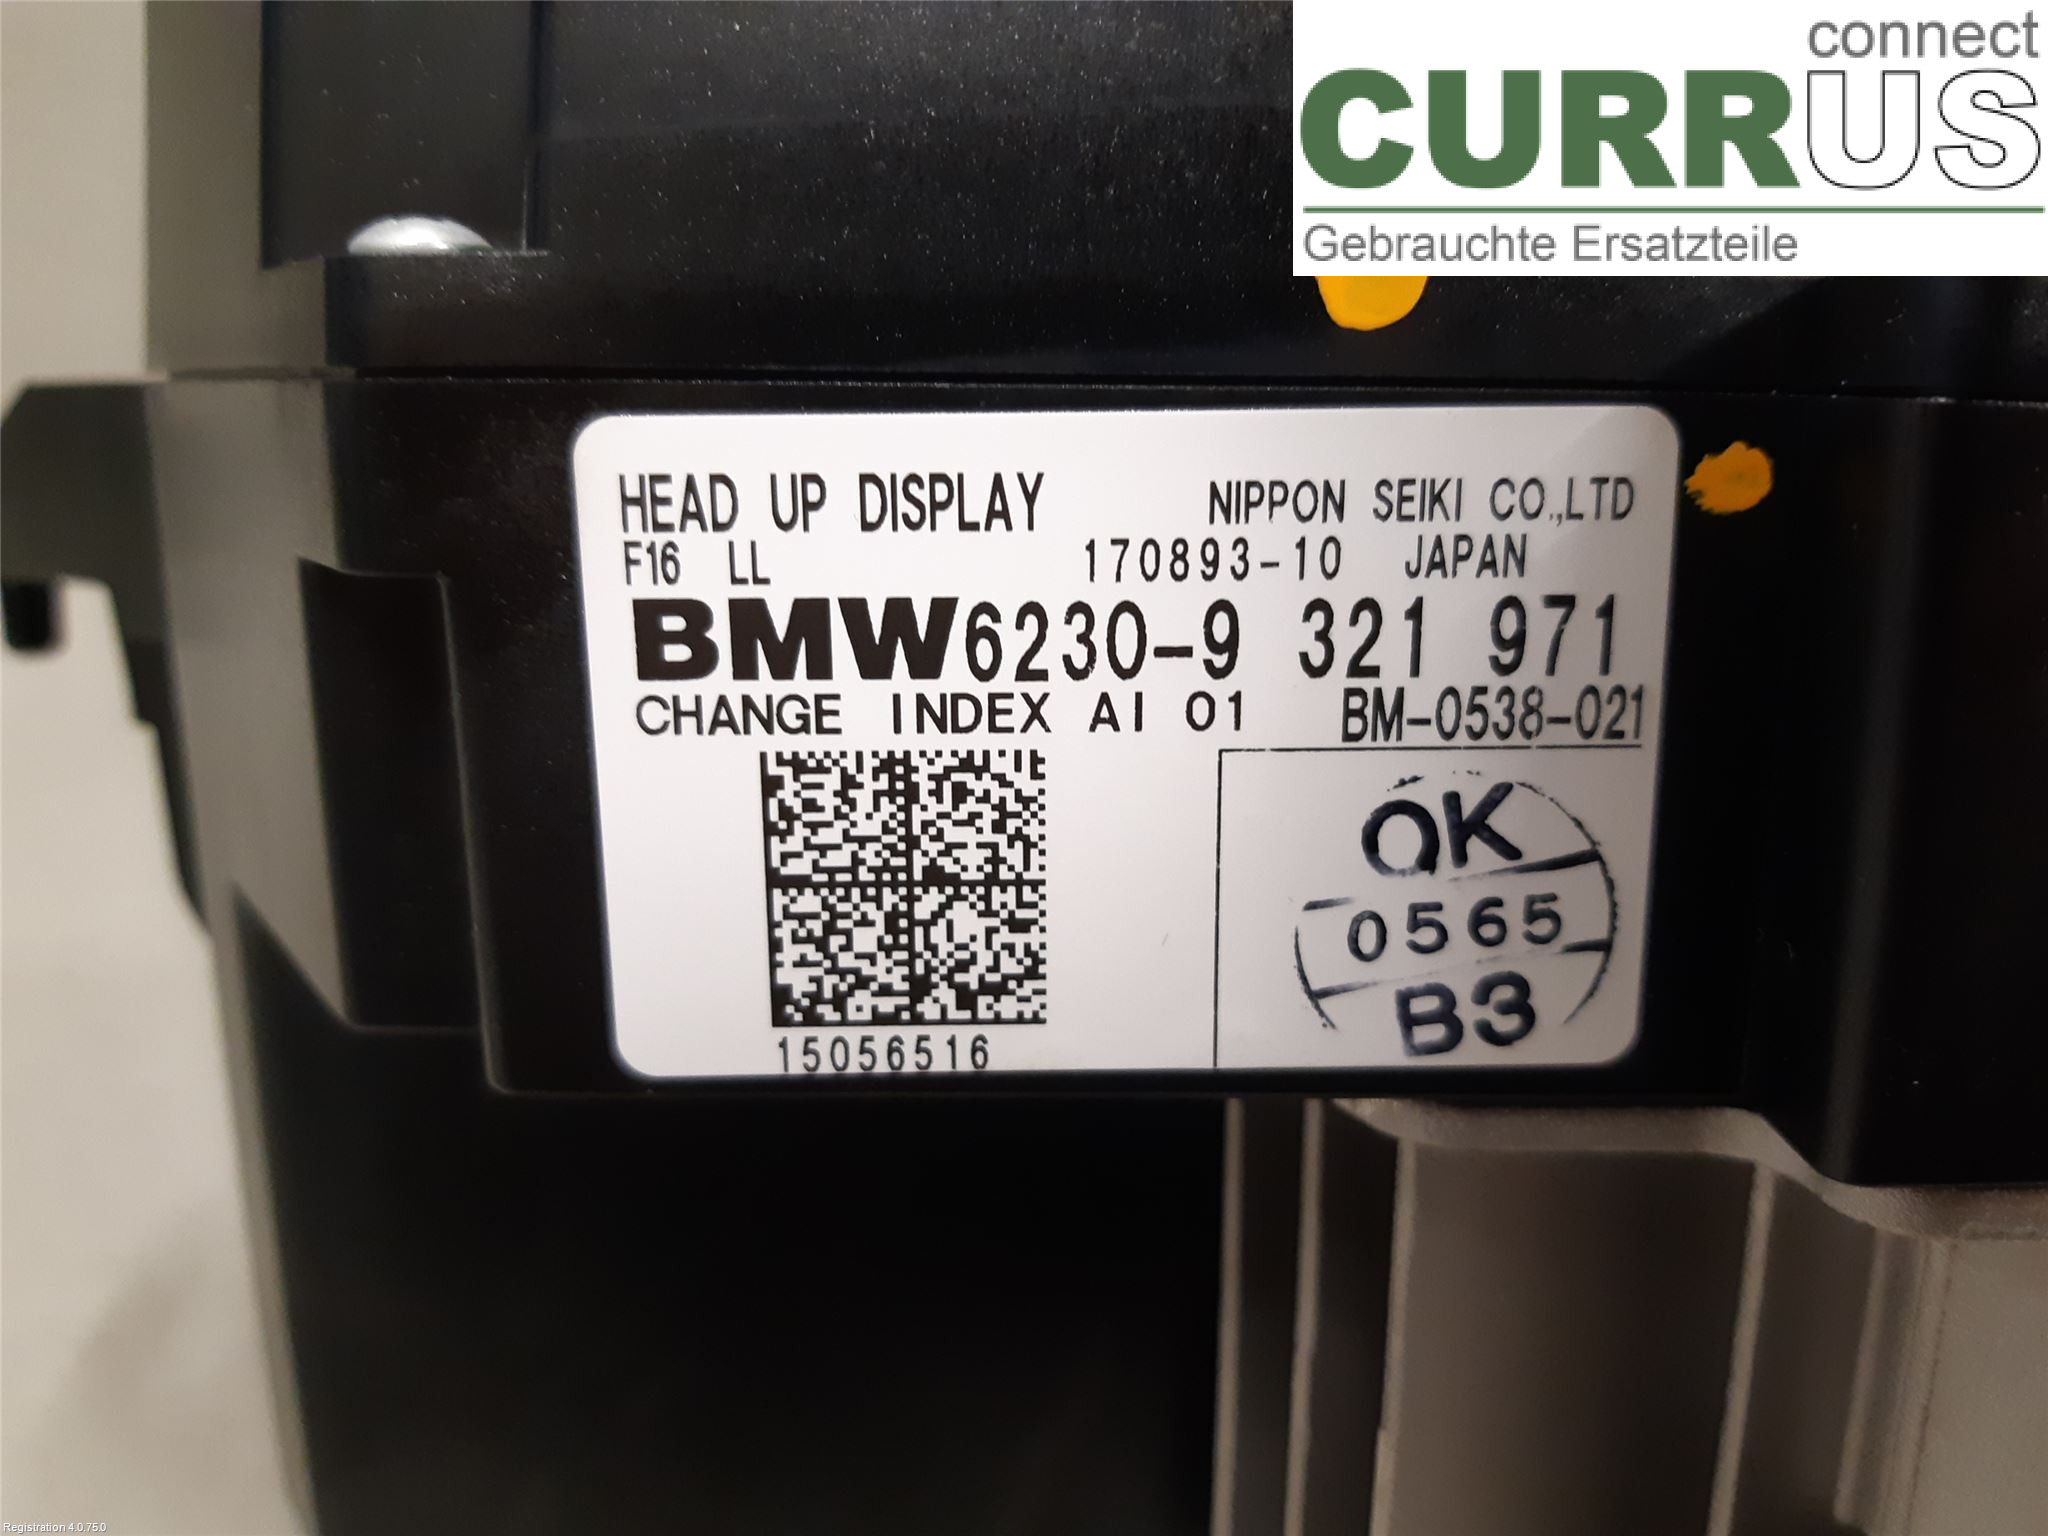 connect
CURRUS
Gebrauchte Ersatzteile
HEAD UP DISPLAY NIPPON SEIKI CO.,LTD
F16 LL 170893-10 JAPAN
BMW6230-9 321 971
CHANGE INDEX AI 01 BM-0538-021
OK
0565
B3
15056516
Registration 4.0.75.0